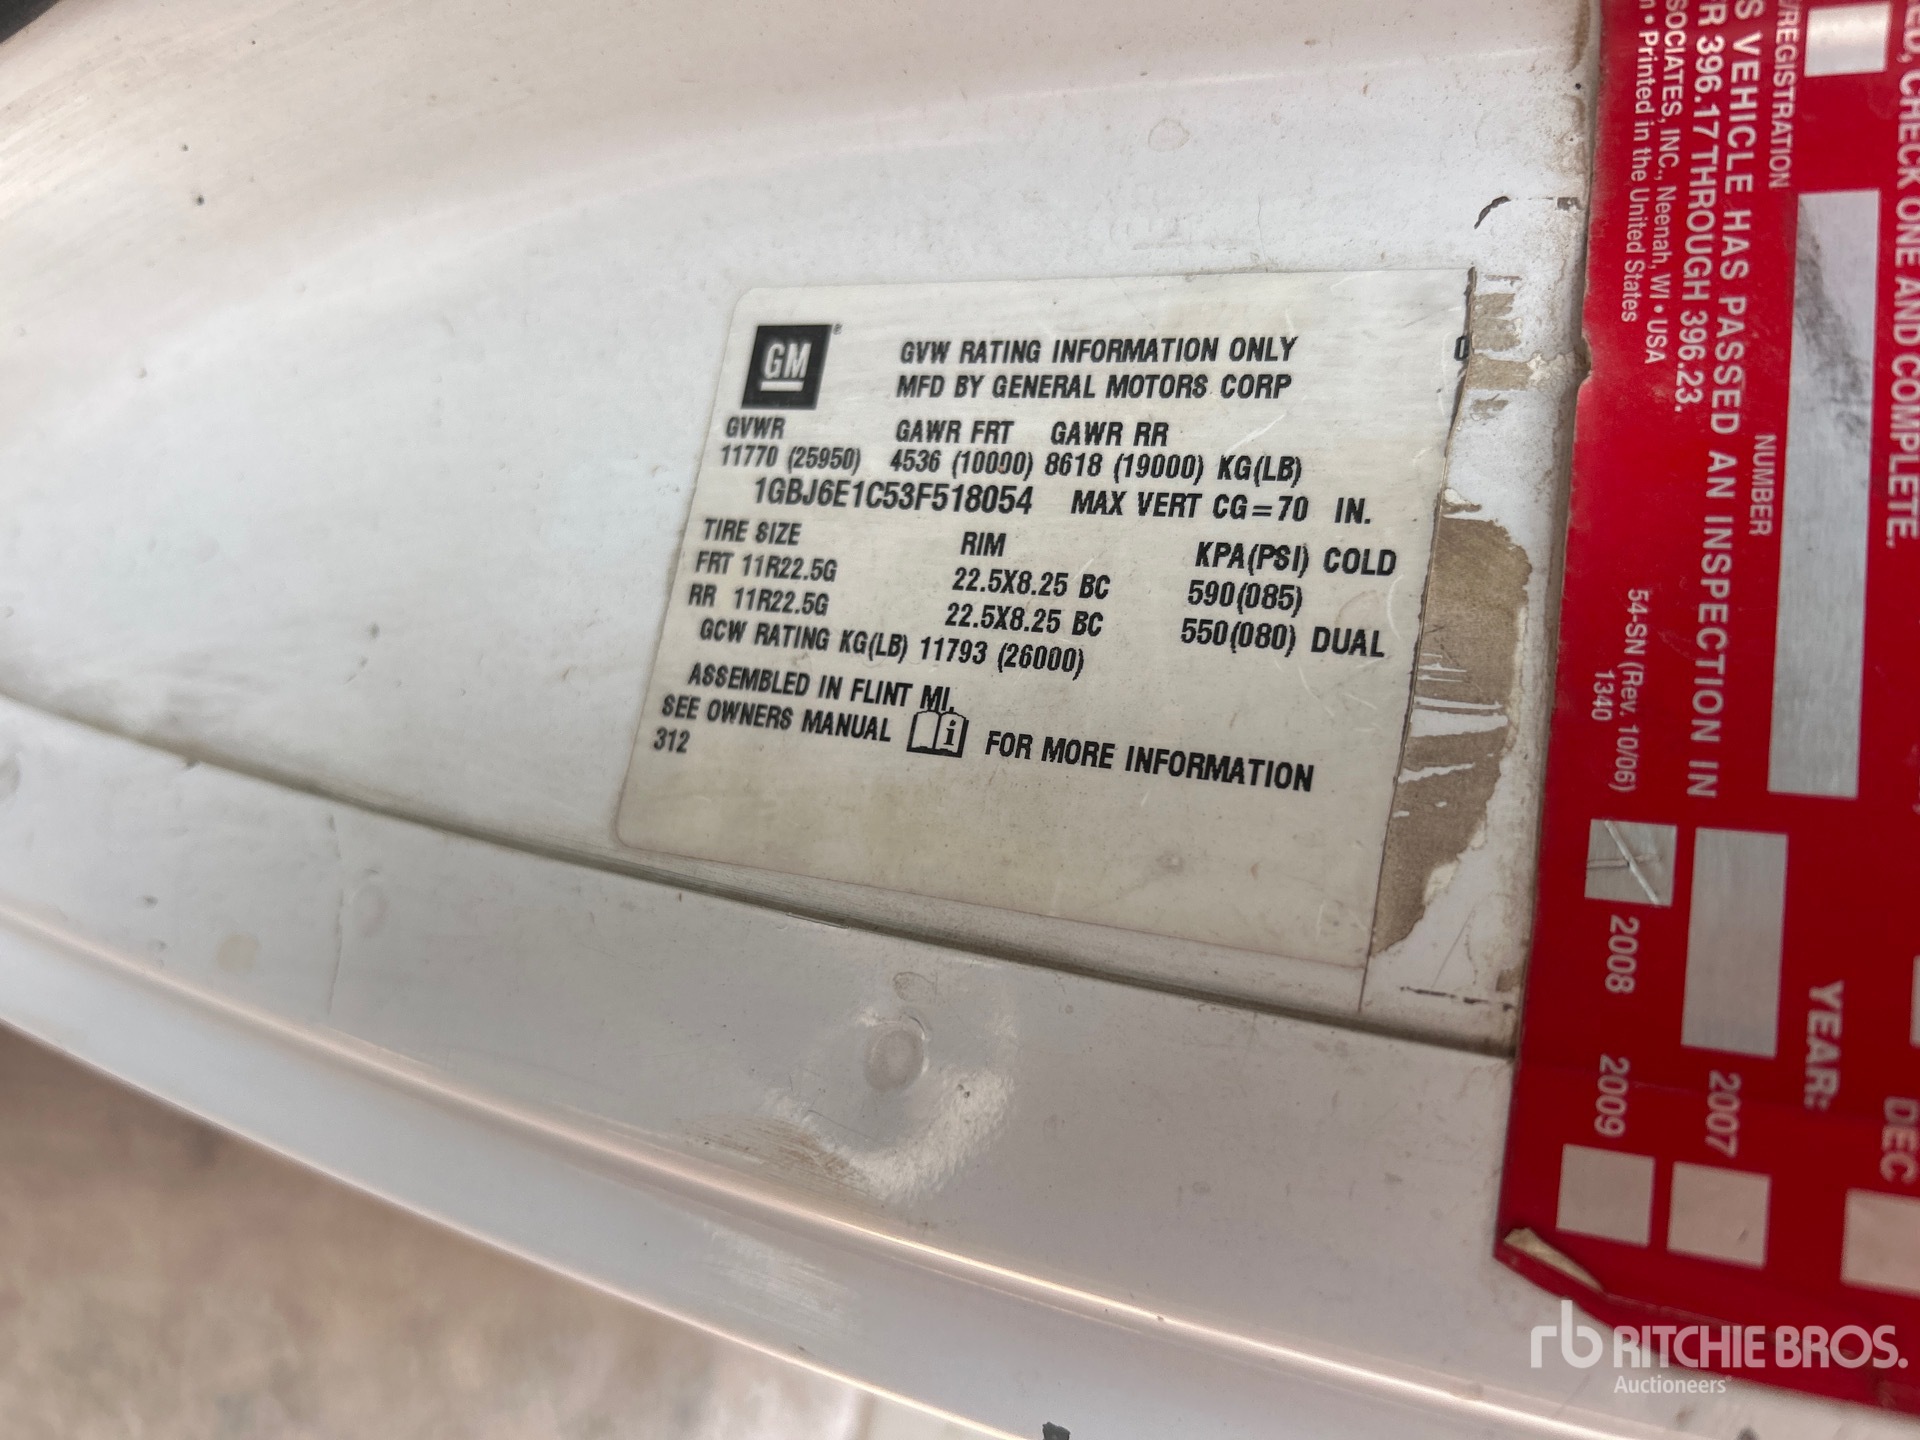 GM
GVW RATING INFORMATION ONLY
MFD BY GENERAL MOTORS CORP
GVWR GAWR FRT GAWR RR
11770 (25950) 4536 (10000) 8618 (19000) KG(LB)
1GBJ6E1C53F518054 MAX VERT CG=70 IN.
TIRE SIZE RIM KPA(PSI) COLD
FRT 11R22.5G 22.5X8.25 BC 590(085)
RR 11R22.5G 22.5X8.25 BC 550(080) DUAL
GCW RATING KG(LB) 11793 (26000)
ASSEMBLED IN FLINT MI.
SEE OWNERS MANUAL i FOR MORE INFORMATION
312
CHECK ONE AND COMPLETE.
REGISTRATION NUMBER
VEHICLE HAS PASSED AN INSPECTION IN
396.17 THROUGH 396.23.
INC., Neenah, WI • USA
• Printed in the United States
54-SN (Rev. 10/06)
1340
DEC
YEAR:
2007
2008
2009
rb RITCHIE BROS.
Auctioneers